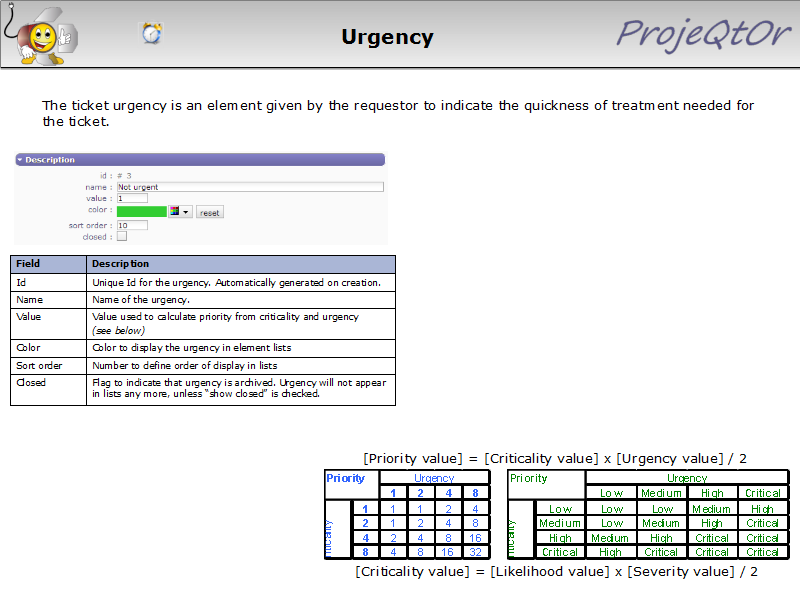 Urgency
ProjeQtOr
The ticket urgency is an element given by the requestor to indicate the quickness of treatment needed for
the ticket.
Description
id : # 3
name : Not urgent
value : 1
color : reset
sort order : 10
closed :
Field Description
Id Unique Id for the urgency. Automatically generated on creation.
Name Name of the urgency.
Value Value used to calculate priority from criticality and urgency
(see below)
Color Color to display the urgency in element lists
Sort order Number to define order of display in lists
Closed Flag to indicate that urgency is archived. Urgency will not appear
in lists any more, unless “show closed” is checked.
[Priority value] = [Criticality value] x [Urgency value] / 2
Priority Urgency
1 2 4 8
1 1 1 2 4
2 1 2 4 8
4 2 4 8 16
8 4 8 16 32
Priority Urgency
Low Medium High Critical
Low Low Low Medium High
Medium Low Medium High Critical
High Medium High Critical Critical
Critical High Critical Critical Critical
[Criticality value] = [Likelihood value] x [Severity value] / 2